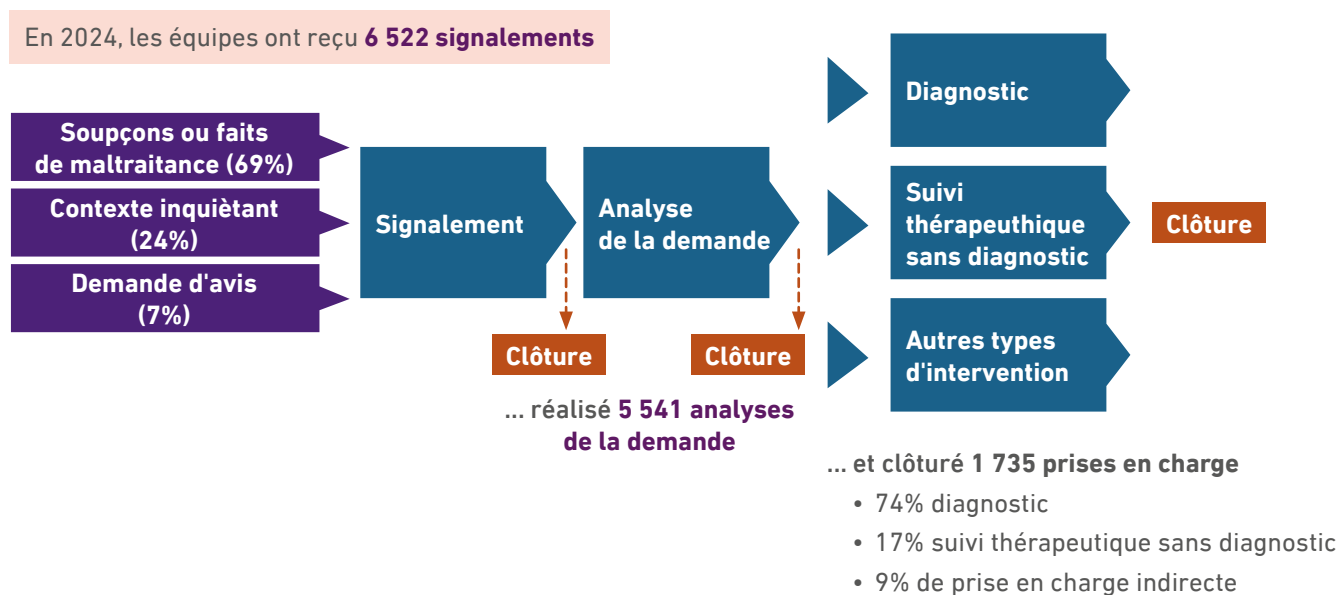 En 2024, les équipes ont reçu 6 522 signalements
Soupçons ou faits
de maltraitance (69%)
Contexte inquiètant
(24%)
Demande d'avis
(7%)
Signalement
Clôture
Analyse
de la demande
Clôture
... réalisé 5 541 analyses
de la demande
Diagnostic
Suivi
thérapeuthique
sans diagnostic
Autres types
d'intervention
Clôture
... et clôturé 1 735 prises en charge
• 74% diagnostic
• 17% suivi thérapeutique sans diagnostic
• 9% de prise en charge indirecte